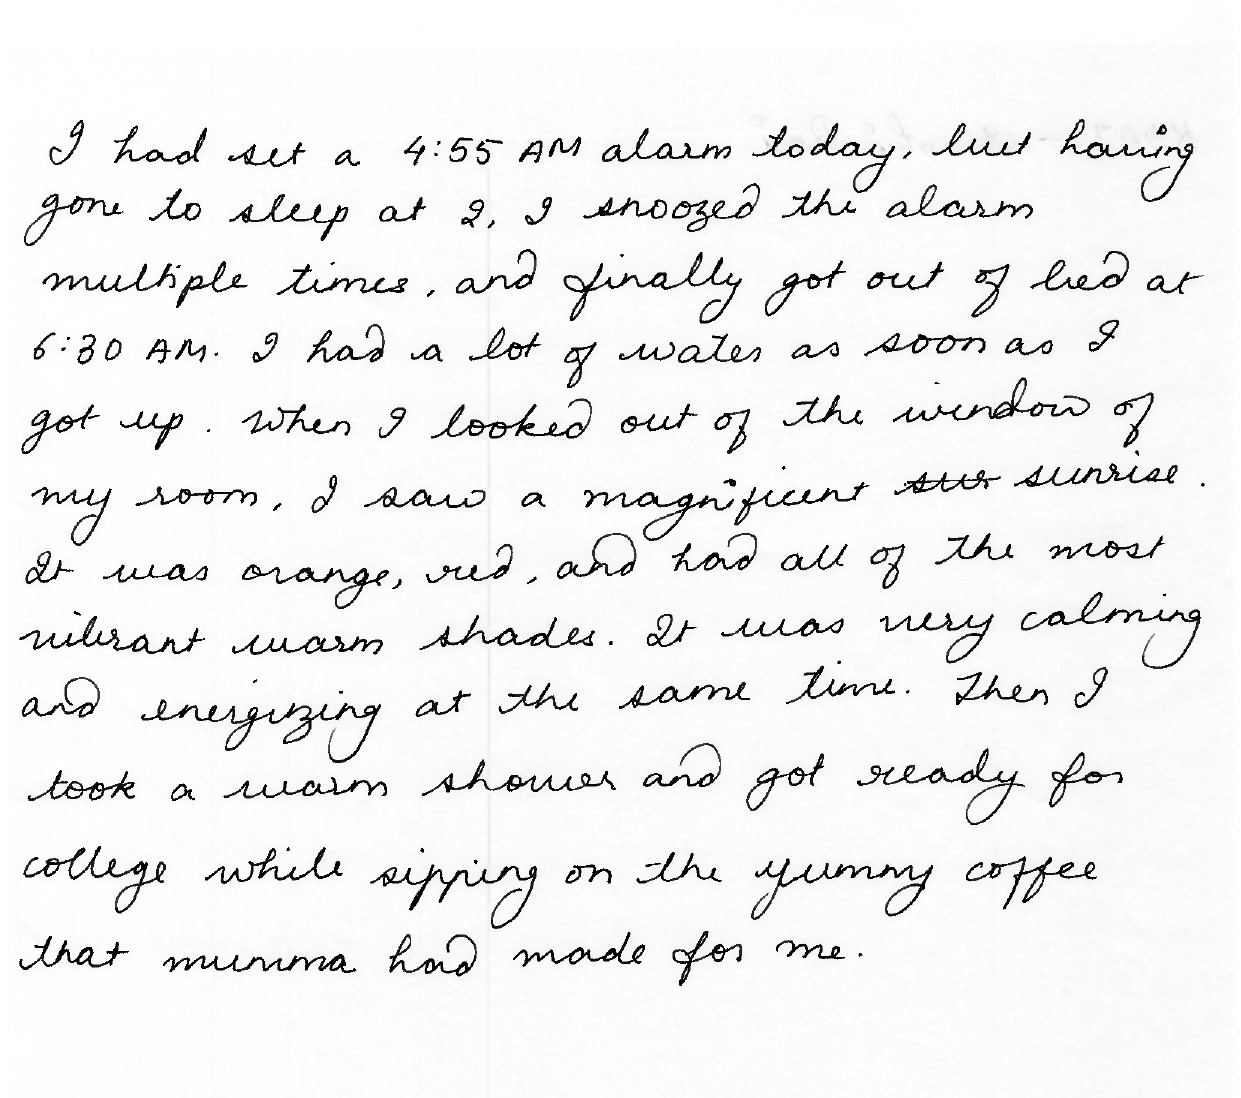 I had set a 4:55 AM alarm today, but having
gone to sleep at 2, I snoozed the alarm
multiple times, and finally got out of bed at
6:30 AM. I had a lot of water as soon as I
got up. When I looked out of the window of
my room, I saw a magnificent sur sunrise.
It was orange, red, and had all of the most
vibrant warm shades. It was very calming
and energizing at the same time. Then I
took a warm shower and got ready for
college while sipping on the yummy coffee
that mumma had made for me.